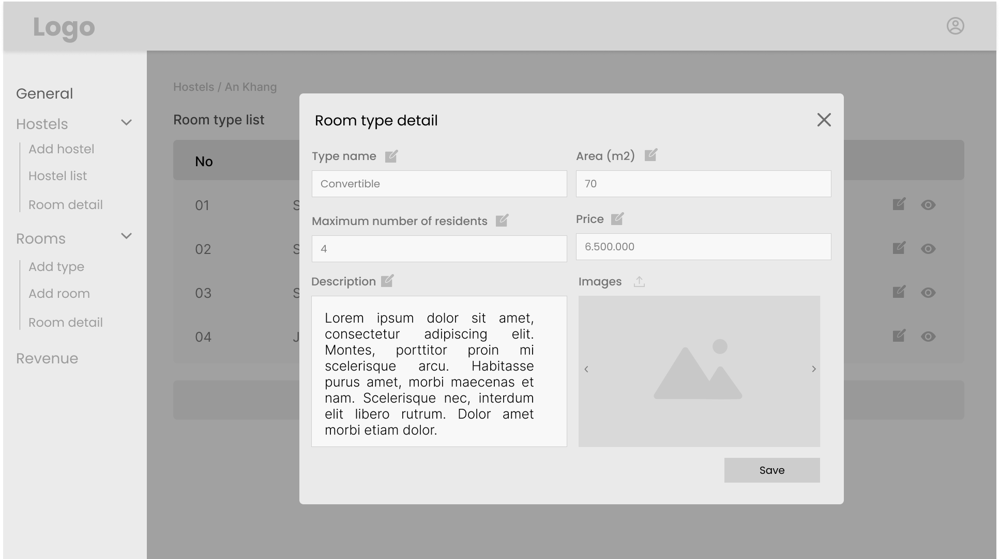 Logo
General
Hostels
Add hostel
Hostel list
Room detail
Rooms
Add type
Add room
Room detail
Revenue
Hostels / An Khang
Room type list
No
01
S
02
S
03
S
04
J
Room type detail
Type name
Convertible
Area (m2)
70
Maximum number of residents
4
Price
6.500.000
Description
Lorem ipsum dolor sit amet,
consectetur adipiscing elit.
Montes, porttitor proin mi
scelerisque arcu. Habitasse
purus amet, morbi maecenas et
nam. Scelerisque nec, interdum
elit libero rutrum. Dolor amet
morbi etiam dolor.
Images
Save